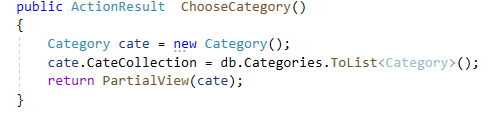 public ActionResult  ChooseCategory()
{
    Category cate = new Category();
    cate.CateCollection = db.Categories.ToList<Category>();
    return PartialView(cate);
}